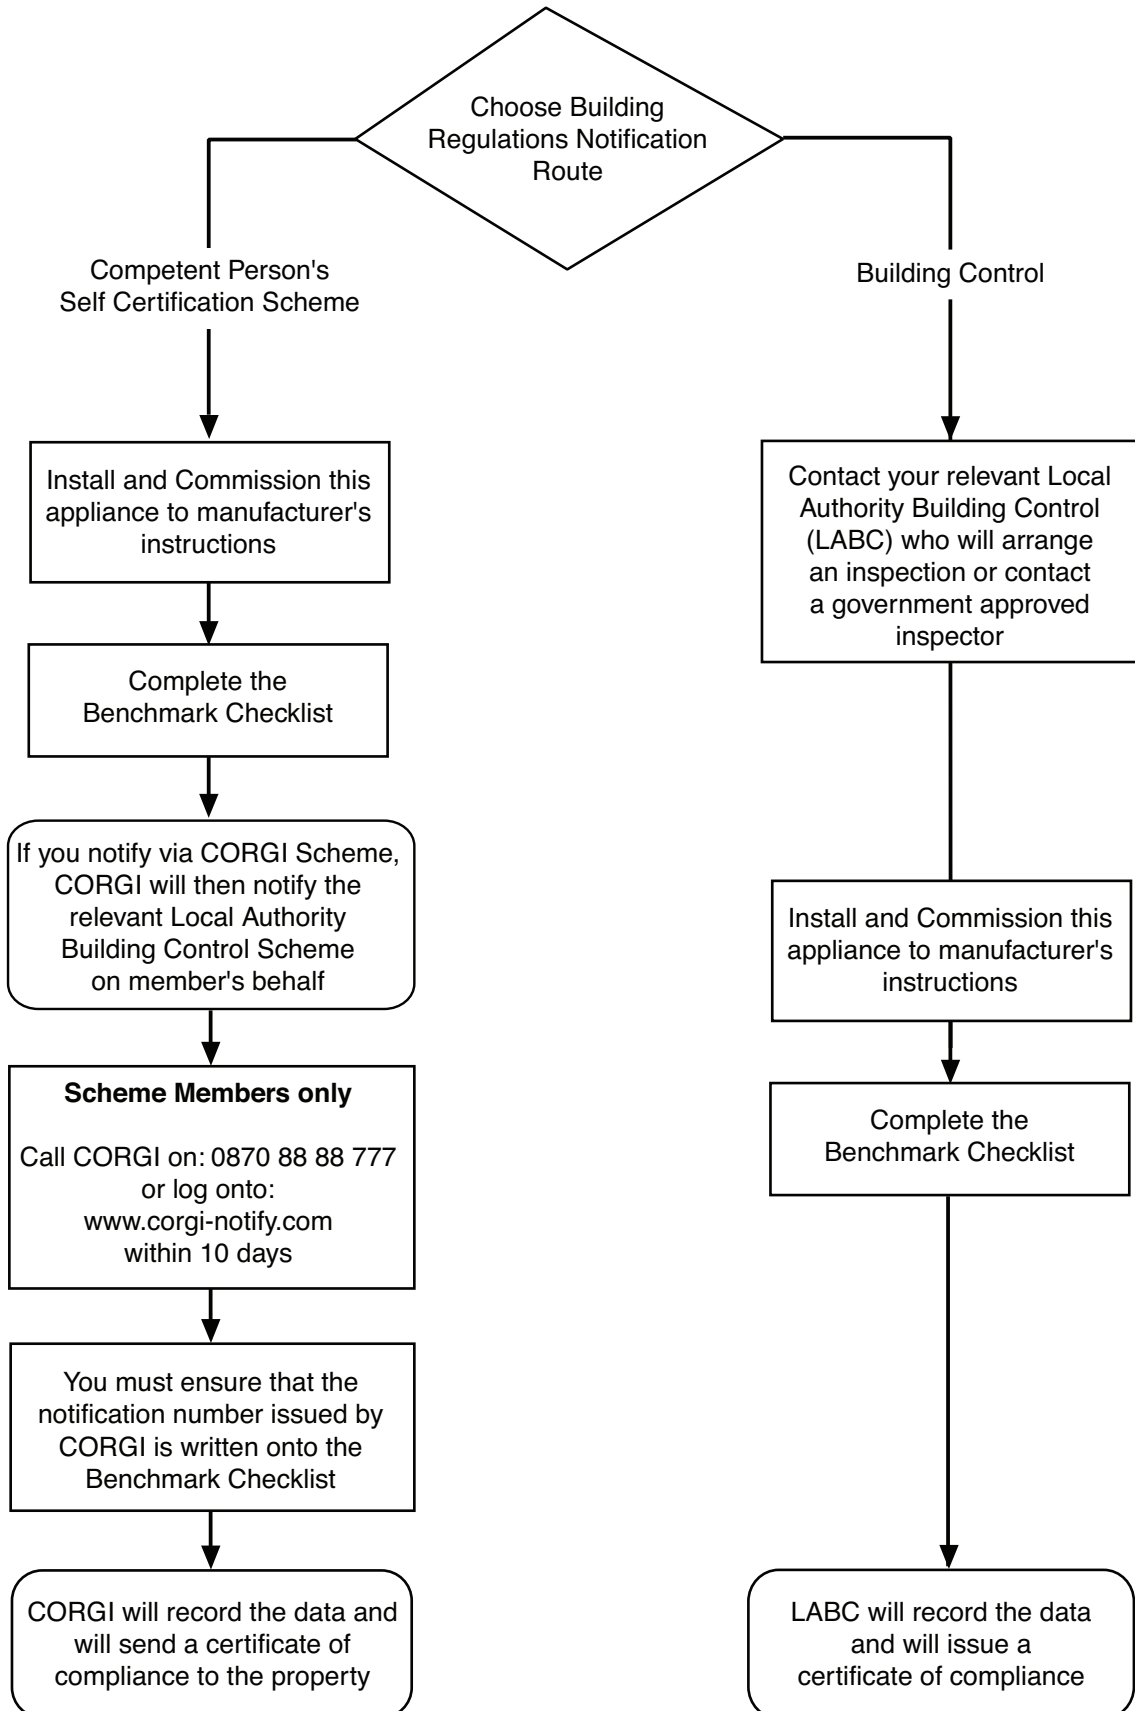 Choose Building
Regulations Notification
Route
Competent Person's
Self Certification Scheme
Install and Commission this
appliance to manufacturer's
instructions
Complete the
Benchmark Checklist
If you notify via CORGI Scheme,
CORGI will then notify the
relevant Local Authority
Building Control Scheme
on member's behalf
Scheme Members only
Call CORGI on: 0870 88 88 777
or log onto:
www.corgi-notify.com
within 10 days
You must ensure that the
notification number issued by
CORGI is written onto the
Benchmark Checklist
CORGI will record the data and
will send a certificate of
compliance to the property
Building Control
Contact your relevant Local
Authority Building Control
(LABC) who will arrange
an inspection or contact
a government approved
inspector
Install and Commission this
appliance to manufacturer's
instructions
Complete the
Benchmark Checklist
LABC will record the data
and will issue a
certificate of compliance